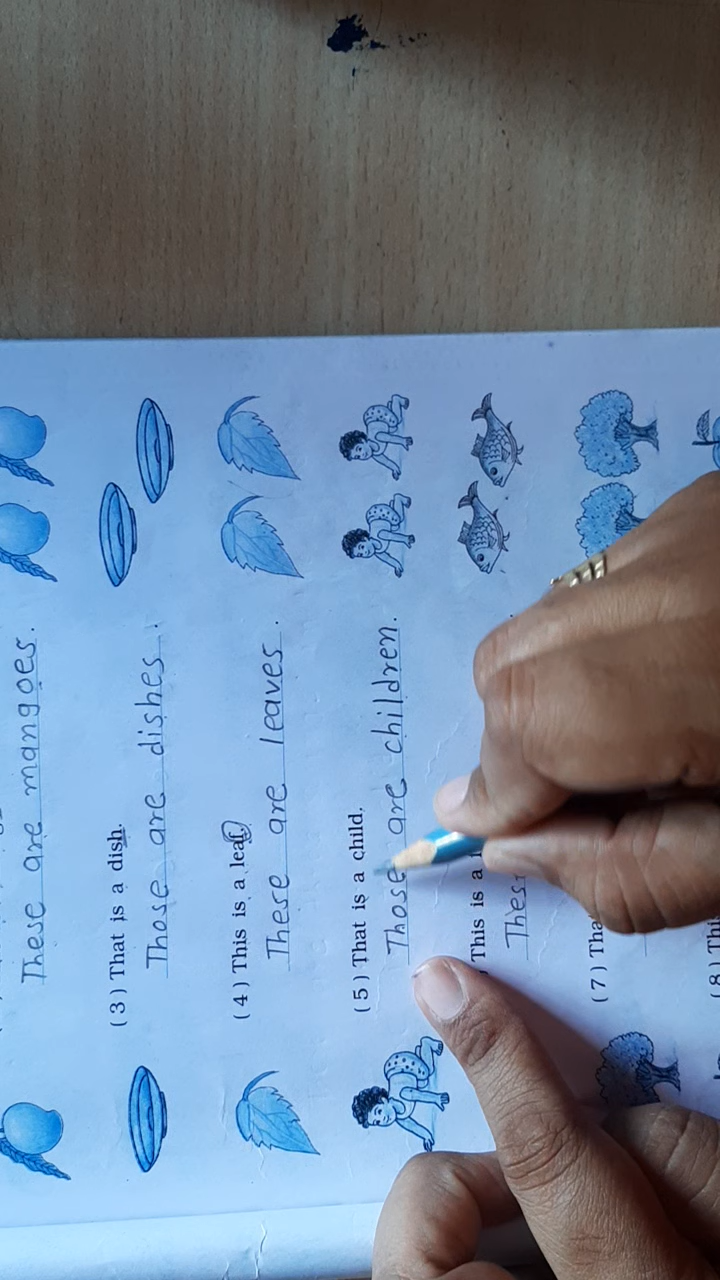 These are mangoes.
(3) That is a dish.
Those are dishes.
(4) This is a leaf.
These are leaves.
(5) That is a child.
Those are children.
This is a
(7)
(8)